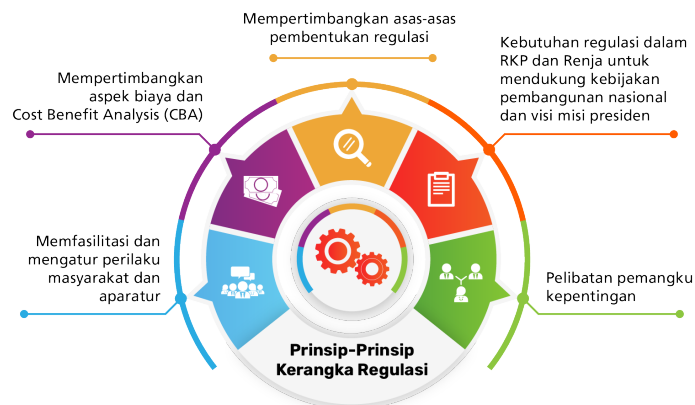 Mempertimbangkan asas-asas
pembentukan regulasi
Kebutuhan regulasi dalam
RKP dan Renja untuk
mendukung kebijakan
pembangunan nasional
dan visi misi presiden
Mempertimbangkan
aspek biaya dan
Cost Benefit Analysis (CBA)
Memfasilitasi dan
mengatur perilaku
masyarakat dan
aparatur
Pelibatan pemangku
kepentingan
Prinsip-Prinsip
Kerangka Regulasi